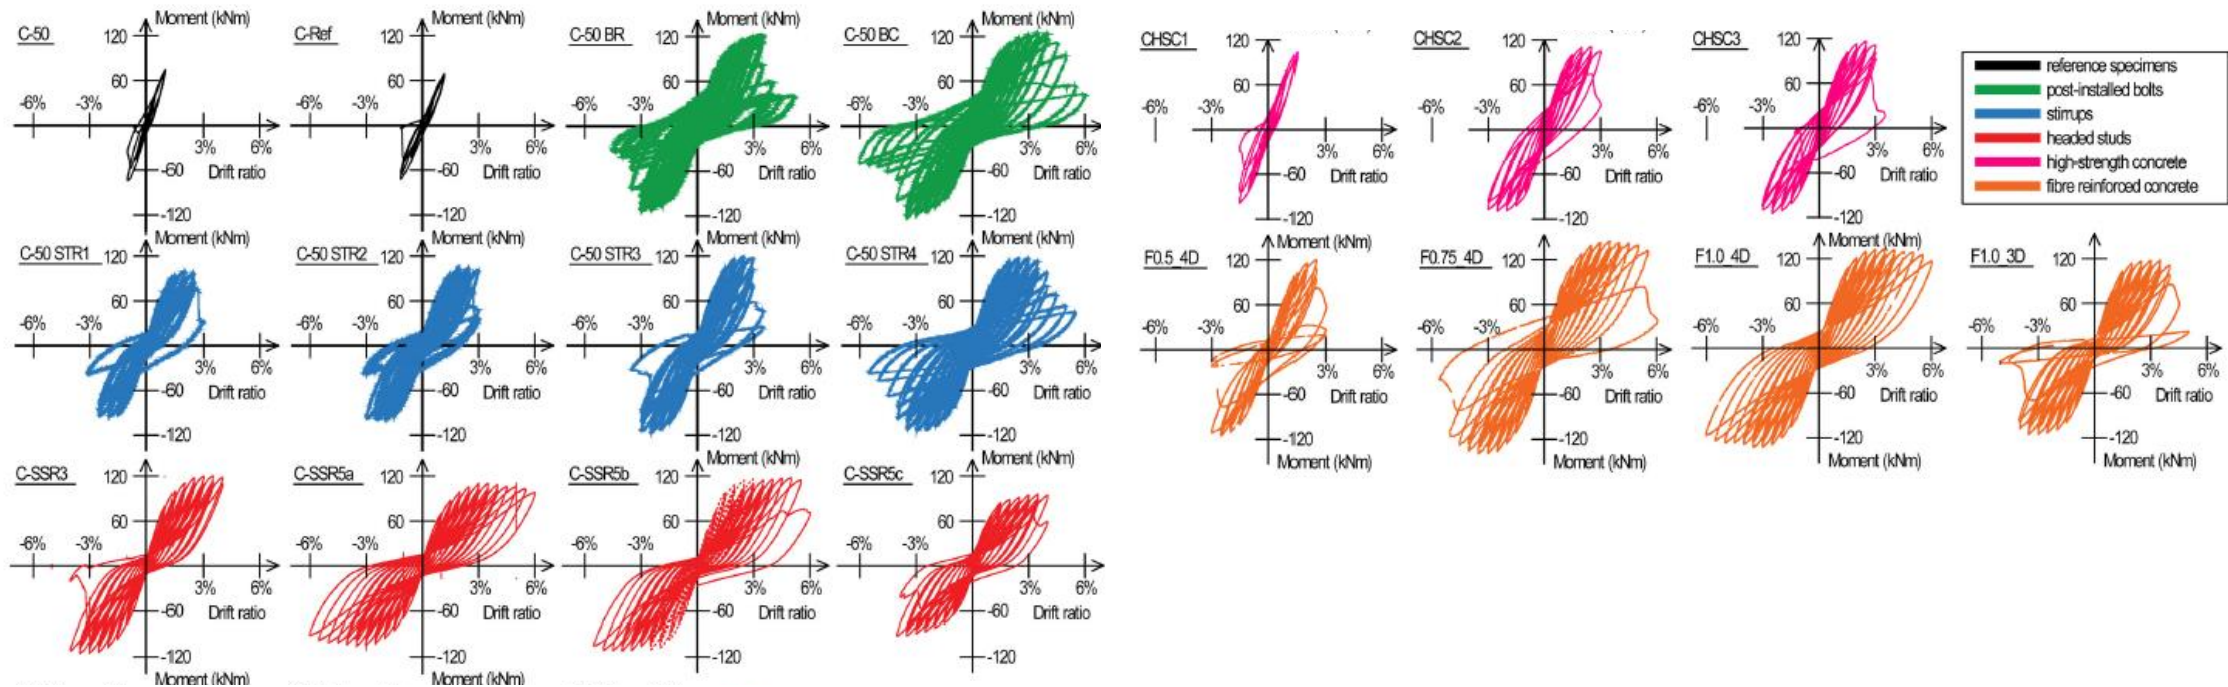 Moment (kNm)
C-50
120
60
-6%
-3%
3%
6%
-60
Drift ratio
-120
Moment (kNm)
C-Ref
120
60
-6%
-3%
3%
6%
-60
Drift ratio
-120
Moment (kNm)
C-50 BR
120
60
-6%
-3%
3%
6%
-60
Drift ratio
-120
Moment (kNm)
C-50 BC
120
60
-6%
-3%
3%
6%
-60
Drift ratio
-120
CHSC1
120
60
-6%
-3%
3%
6%
-60
Drift ratio
-120
CHSC2
120
60
-6%
-3%
3%
6%
-60
Drift ratio
-120
CHSC3
120
60
-6%
-3%
3%
6%
-60
Drift ratio
-120
reference specimens
post-installed bolts
stirrups
headed studs
high-strength concrete
fibre reinforced concrete
Moment (kNm)
C-50 STR1
120
60
-6%
-3%
3%
6%
-60
Drift ratio
-120
Moment (kNm)
C-50 STR2
120
60
-6%
-3%
3%
6%
-60
Drift ratio
-120
Moment (kNm)
C-50 STR3
120
60
-6%
-3%
3%
6%
-60
Drift ratio
-120
Moment (kNm)
C-50 STR4
120
60
-6%
-3%
3%
6%
-60
Drift ratio
-120
Moment (kNm)
F0.5_4D
120
60
-6%
-3%
3%
6%
-60
Drift ratio
-120
Moment (kNm)
F0.75_4D
120
60
-6%
-3%
3%
6%
-60
Drift ratio
-120
Moment (kNm)
Moment (kNm)
F1.0_4D
120
60
-6%
-3%
3%
6%
-60
Drift ratio
-120
Moment (kNm)
F1.0_3D
120
60
-6%
-3%
3%
6%
-60
Drift ratio
-120
Moment (kNm)
C-SSR3
120
60
-6%
-3%
3%
6%
-60
Drift ratio
-120
Moment (kNm)
C-SSR5a
120
60
-6%
-3%
3%
6%
-60
Drift ratio
-120
Moment (kNm)
Moment (kNm)
C-SSR5b
120
60
-6%
-3%
3%
6%
-60
Drift ratio
-120
Moment (kNm)
C-SSR5c
120
60
-6%
-3%
3%
6%
-60
Drift ratio
-120